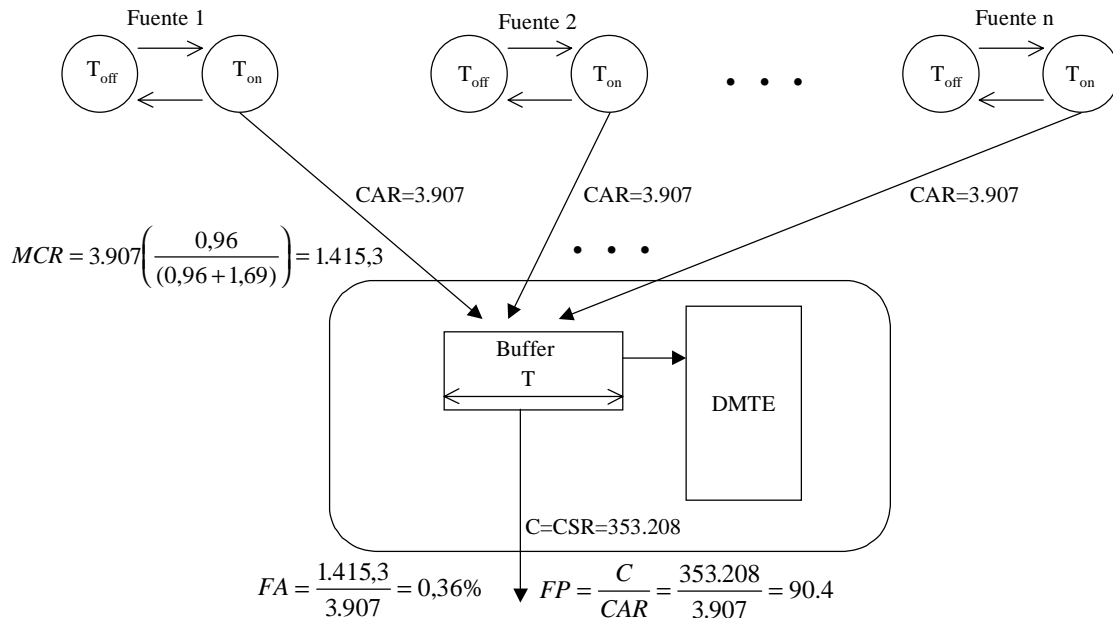 Fuente 1
Fuente 2
Fuente n
T_off
T_on
T_off
T_on
. . .
T_off
T_on
CAR=3.907
CAR=3.907
CAR=3.907
MCR = 3.907(0,96/(0,96+1,69)) = 1.415,3
. . .
Buffer
T
DMTE
C=CSR=353.208
FA = 1.415,3/3.907 = 0,36%
FP = C/CAR = 353.208/3.907 = 90.4